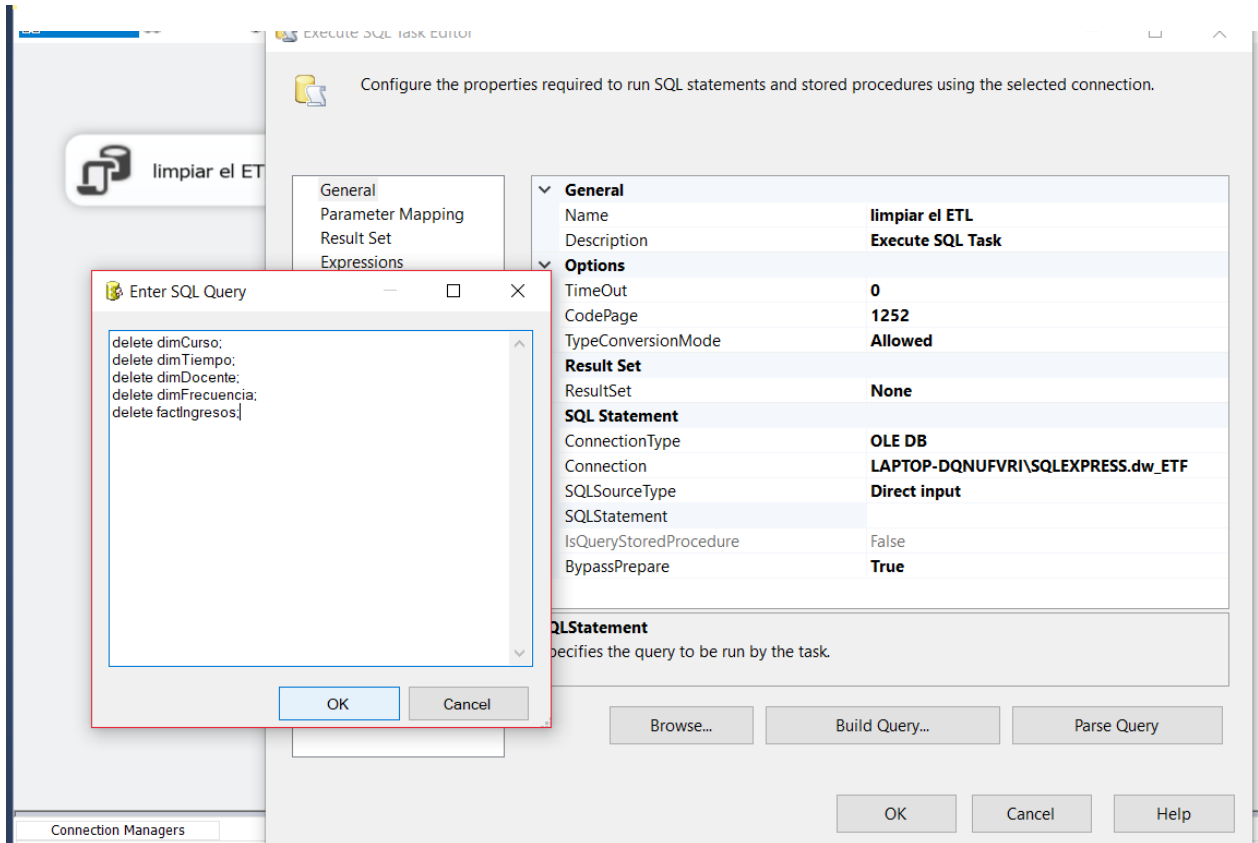 Execute SQL Task Editor
Configure the properties required to run SQL statements and stored procedures using the selected connection.
limpiar el ET
General
Parameter Mapping
Result Set
Expressions
General
Name limpiar el ETL
Description Execute SQL Task
Options
TimeOut 0
CodePage 1252
TypeConversionMode Allowed
Result Set
ResultSet None
SQL Statement
ConnectionType OLE DB
Connection LAPTOP-DQNUFVRI\SQLEXPRESS.dw_ETF
SQLSourceType Direct input
SQLStatement
IsQueryStoredProcedure False
BypassPrepare True
Enter SQL Query
delete dimCurso;
delete dimTiempo;
delete dimDocente;
delete dimFrecuencia;
delete factIngresos;
OK Cancel
QLStatement
pecifies the query to be run by the task.
Browse... Build Query... Parse Query
OK Cancel Help
Connection Managers